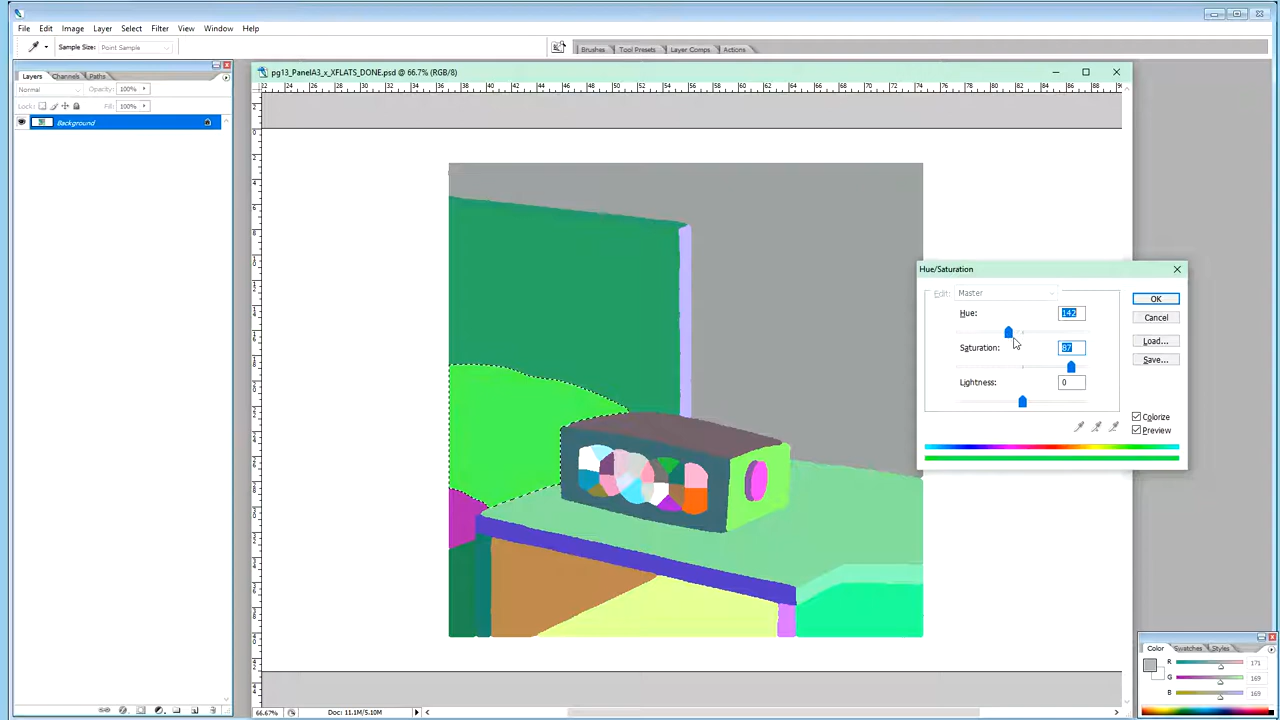 File Edit Image Layer Select Filter View Window Help
Sample Size: Point Sample
Brushes Tool Presets Layer Comps Actions
Layers Channels Paths
Normal Opacity: 100%
Lock: Fill: 100%
Background
pg13_PanelA3_x_XFLATS_DONE.psd @ 66.7% (RGB/8)
Hue/Saturation
Edit: Master
Hue: 142
Saturation: 87
Lightness: 0
OK
Cancel
Load...
Save...
Colorize
Preview
Color Swatches Styles
R 171
G 169
B 169
66.67% Doc: 11.1M/5.10M